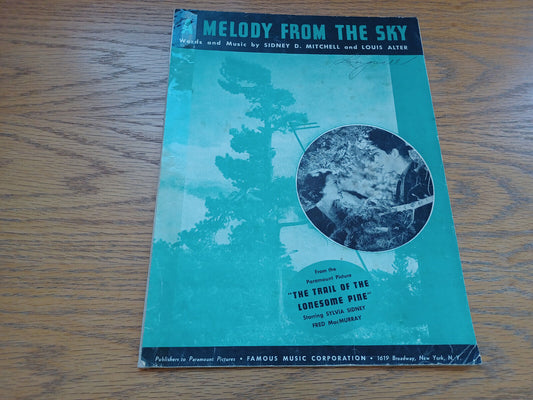 A MELODY FROM THE SKY
Words and Music by SIDNEY D. MITCHELL and LOUIS ALTER
From the
Paramount Picture
"THE TRAIL OF THE
LONESOME PINE"
Starring SYLVIA SIDNEY
FRED MacMURRAY
Publishers to Paramount Pictures • FAMOUS MUSIC CORPORATION • 1619 Broadway, New York, N. Y.